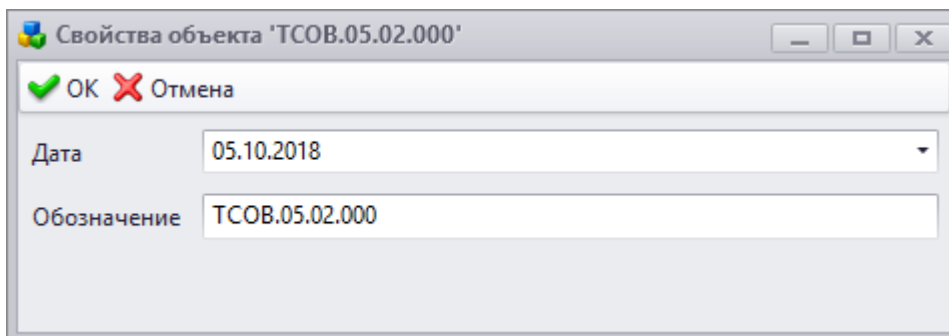 Свойства объекта 'ТСОВ.05.02.000'
ОК Отмена
Дата 05.10.2018
Обозначение ТСОВ.05.02.000